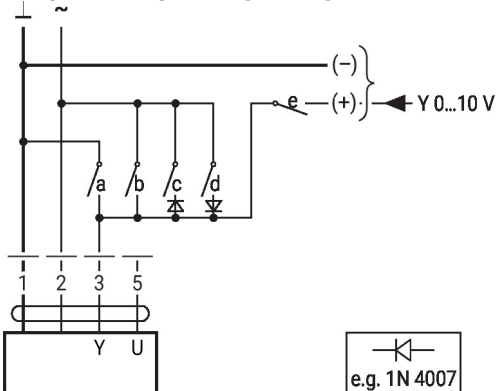 ⊥ ~
(–)
e (+) Y 0...10 V
a b c d
1 2 3 5
Y U
e.g. 1N 4007